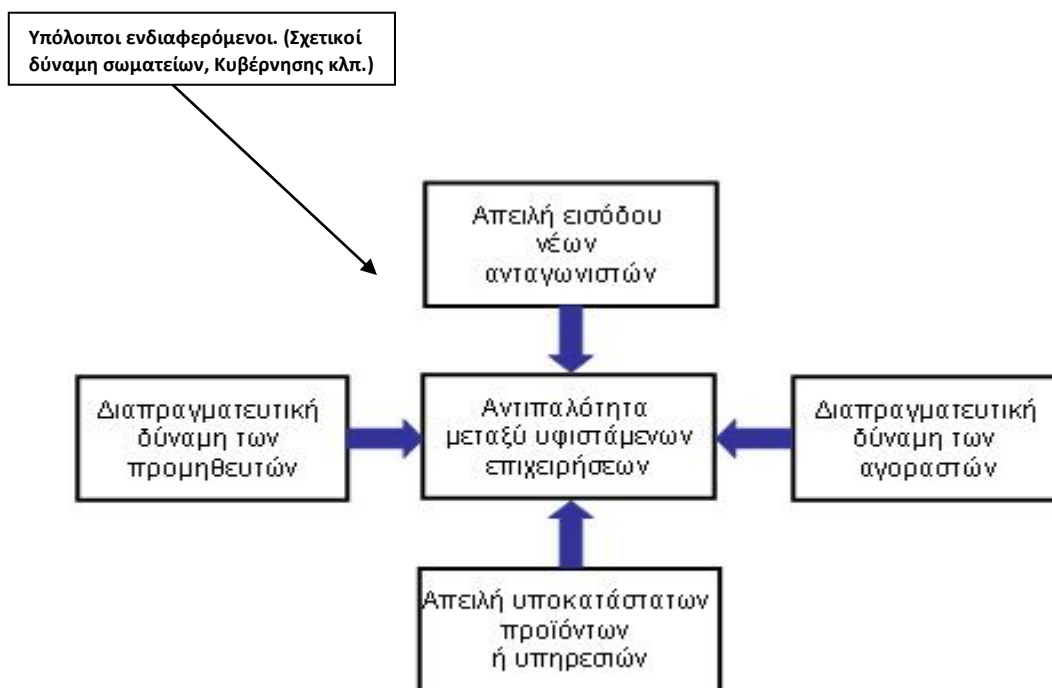 Υπόλοιποι ενδιαφερόμενοι. (Σχετικοί
δύναμη σωματείων, Κυβέρνησης κλπ.)
Απειλή εισόδου
νέων
ανταγωνιστών
Διαπραγματευτική
δύναμη των
προμηθευτών
Αντιπαλότητα
μεταξύ υφιστάμενων
επιχειρήσεων
Διαπραγματευτική
δύναμη των
αγοραστών
Απειλή υποκατάστατων
προϊόντων
ή υπηρεσιών